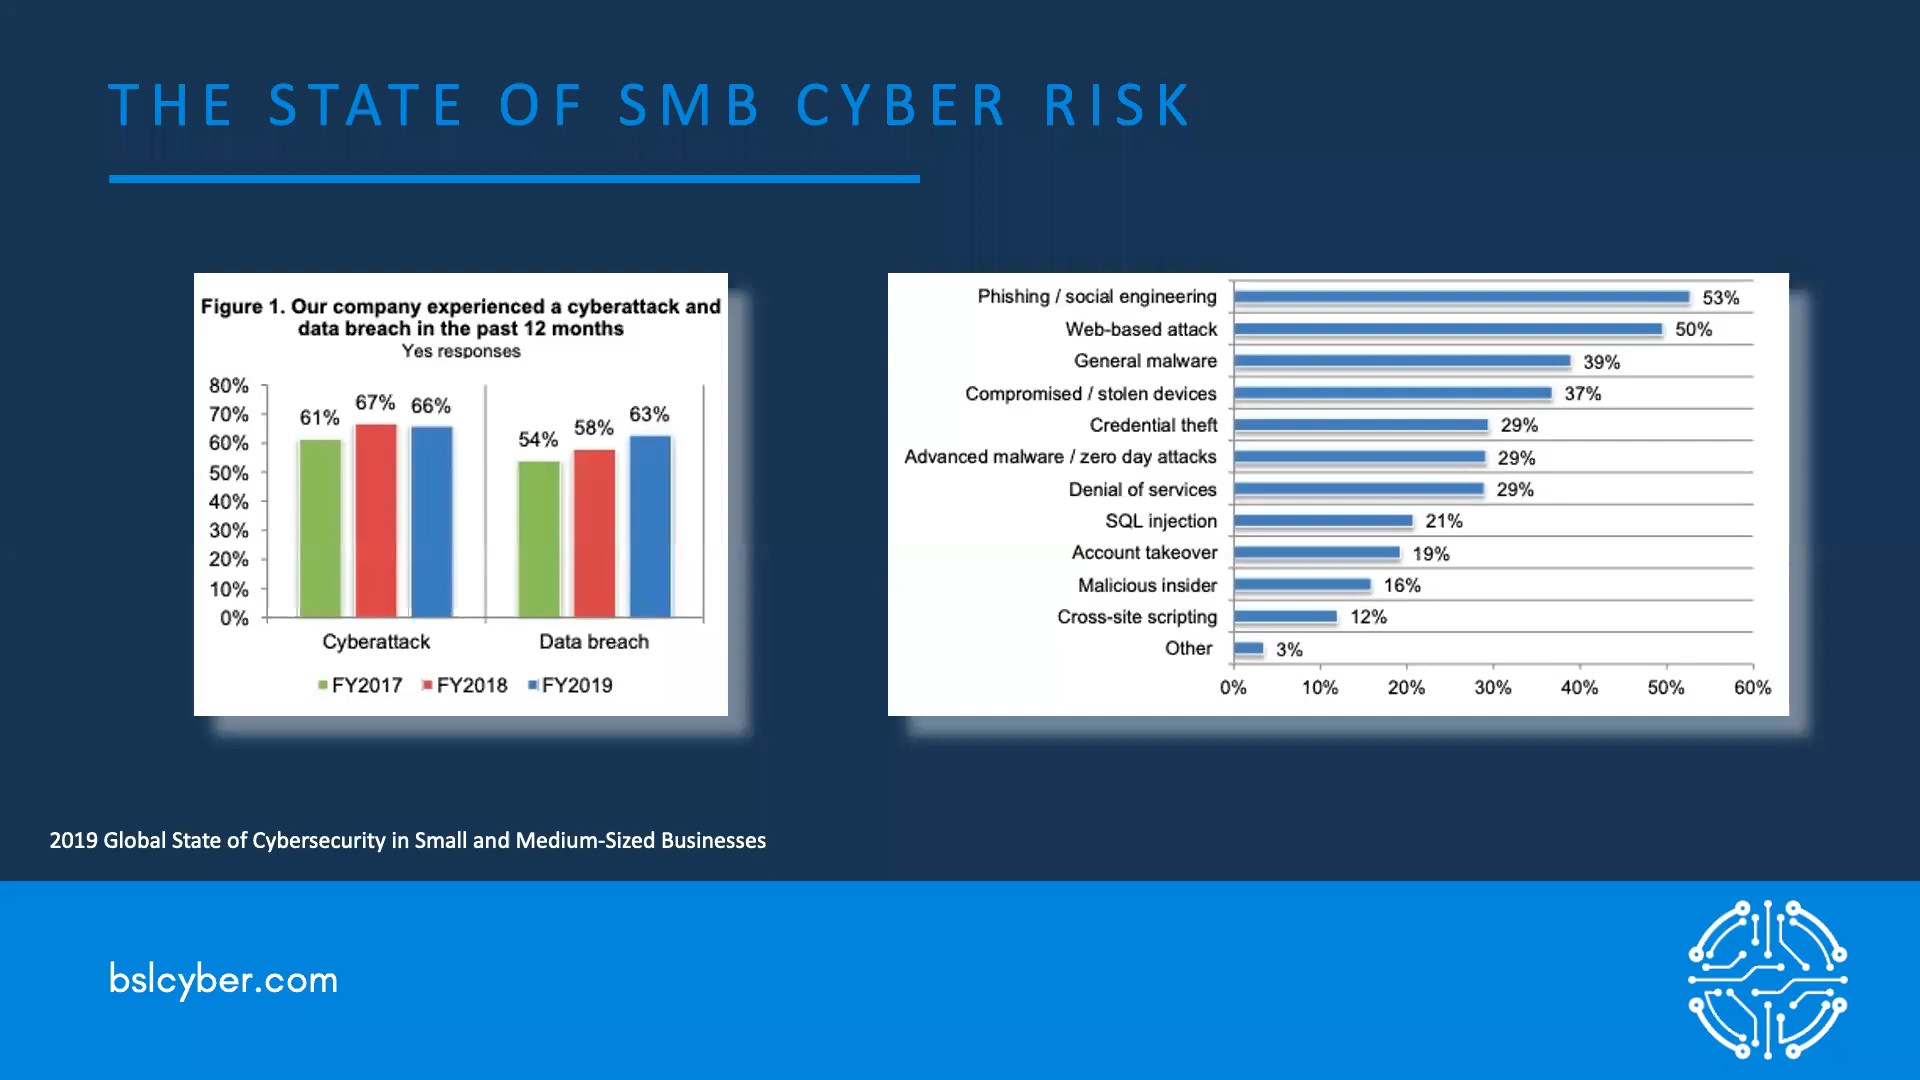 THE STATE OF SMB CYBER RISK
Figure 1. Our company experienced a cyberattack and
data breach in the past 12 months
Yes responses
80%
70%
60%
50%
40%
30%
20%
10%
0%
61%
67%
66%
54%
58%
63%
Cyberattack
Data breach
FY2017 FY2018 FY2019
Phishing / social engineering 53%
Web-based attack 50%
General malware 39%
Compromised / stolen devices 37%
Credential theft 29%
Advanced malware / zero day attacks 29%
Denial of services 29%
SQL injection 21%
Account takeover 19%
Malicious insider 16%
Cross-site scripting 12%
Other 3%
0% 10% 20% 30% 40% 50% 60%
2019 Global State of Cybersecurity in Small and Medium-Sized Businesses
bslcyber.com